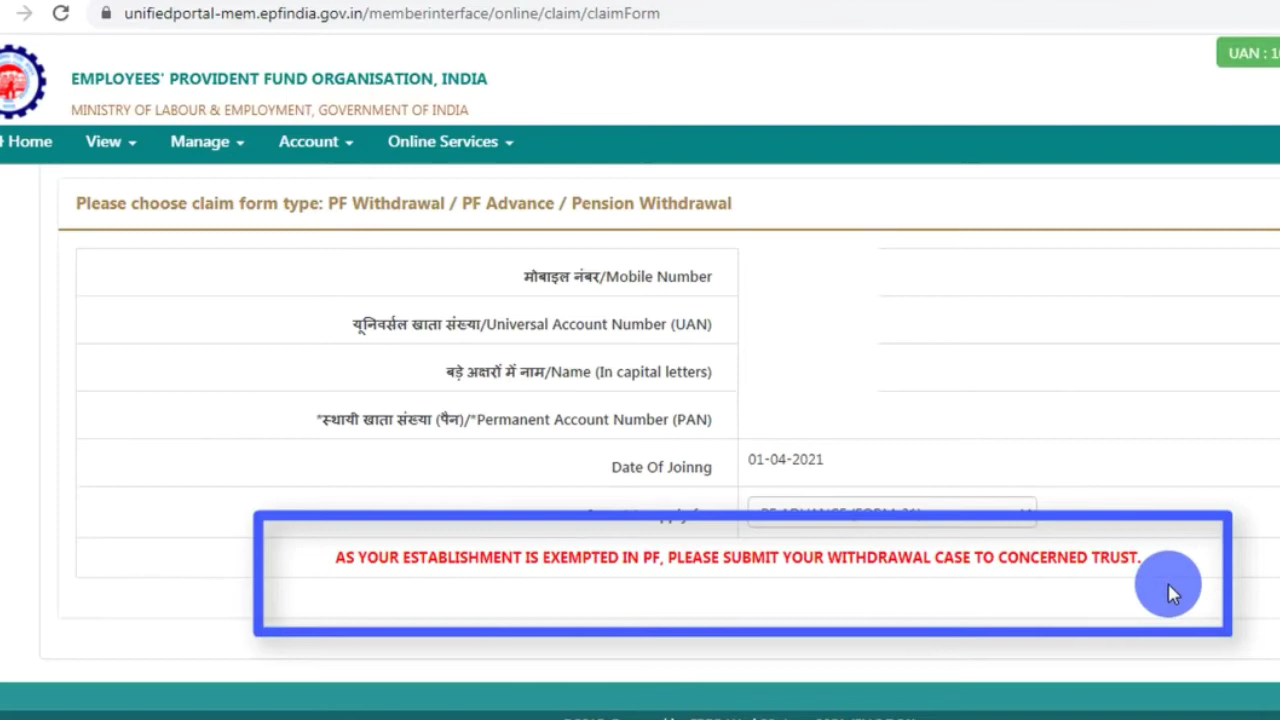 unifiedportal-mem.epfindia.gov.in/memberinterface/online/claim/claimForm
UAN : 1
EMPLOYEES' PROVIDENT FUND ORGANISATION, INDIA
MINISTRY OF LABOUR & EMPLOYMENT, GOVERNMENT OF INDIA
Home View Manage Account Online Services
Please choose claim form type: PF Withdrawal / PF Advance / Pension Withdrawal
मोबाइल नंबर/Mobile Number
यूनिवर्सल खाता संख्या/Universal Account Number (UAN)
बड़े अक्षरों में नाम/Name (In capital letters)
*स्थायी खाता संख्या (पैन)/*Permanent Account Number (PAN)
Date Of Joinng 01-04-2021
PF ADVANCE (FORM 31)
AS YOUR ESTABLISHMENT IS EXEMPTED IN PF, PLEASE SUBMIT YOUR WITHDRAWAL CASE TO CONCERNED TRUST.